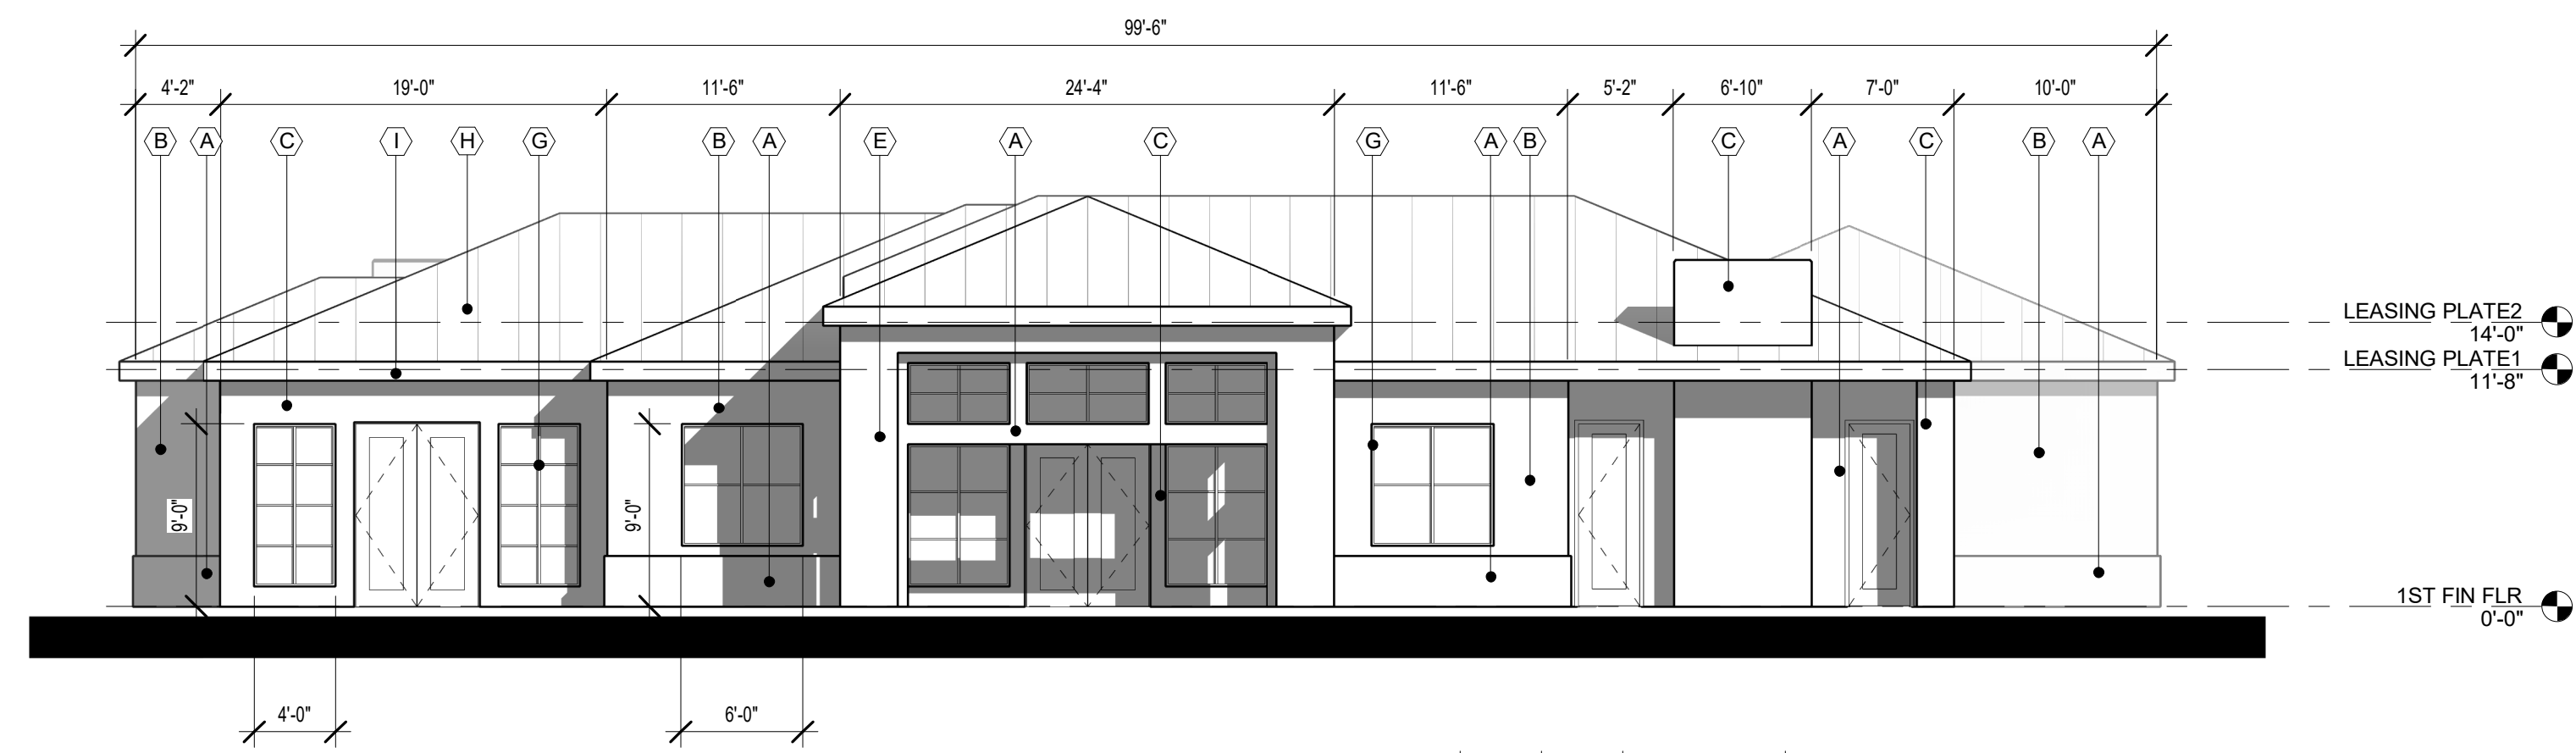 99'-6"
4'-2" 19'-0" 11'-6" 24'-4" 11'-6" 5'-2" 6'-10" 7'-0" 10'-0"
B A C I H G B A E A C G A B C A C B A
LEASING PLATE2
14'-0"
LEASING PLATE1
11'-8"
9'-0" 9'-0"
1ST FIN FLR
0'-0"
4'-0" 6'-0"